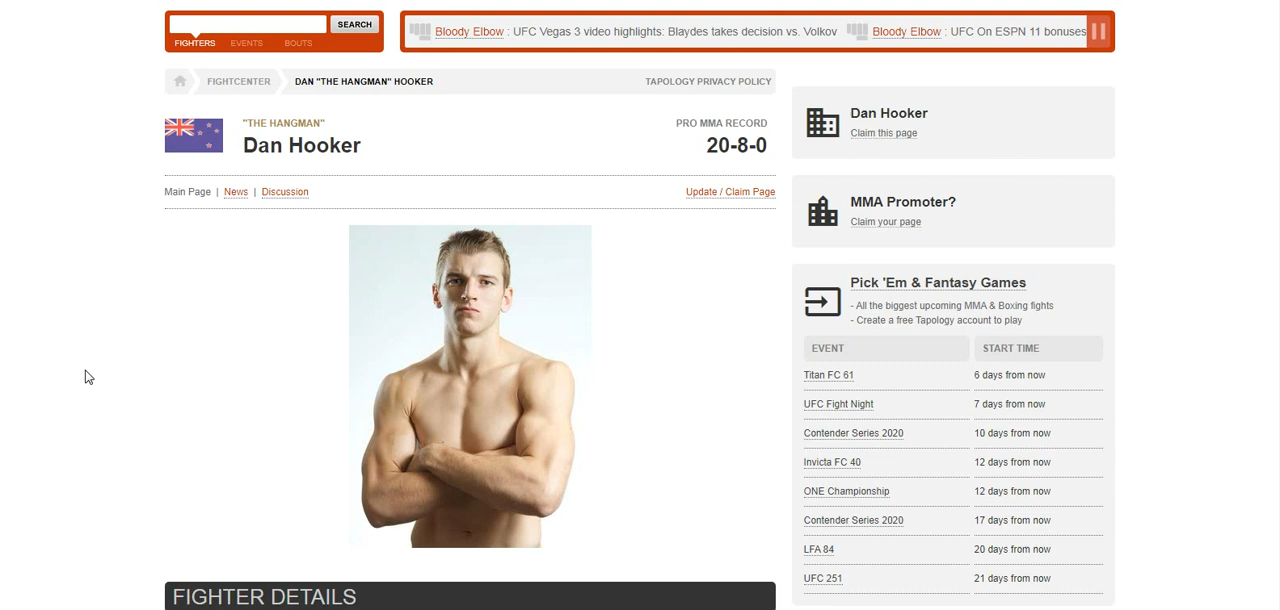 SEARCH
FIGHTERS EVENTS BOUTS
Bloody Elbow : UFC Vegas 3 video highlights: Blaydes takes decision vs. Volkov Bloody Elbow : UFC On ESPN 11 bonuses
FIGHTCENTER DAN "THE HANGMAN" HOOKER TAPOLOGY PRIVACY POLICY
"THE HANGMAN" PRO MMA RECORD
Dan Hooker 20-8-0
Main Page | News | Discussion Update / Claim Page
FIGHTER DETAILS
Dan Hooker
Claim this page
MMA Promoter?
Claim your page
Pick 'Em & Fantasy Games
- All the biggest upcoming MMA & Boxing fights
- Create a free Tapology account to play
EVENT START TIME
Titan FC 61 6 days from now
UFC Fight Night 7 days from now
Contender Series 2020 10 days from now
Invicta FC 40 12 days from now
ONE Championship 12 days from now
Contender Series 2020 17 days from now
LFA 84 20 days from now
UFC 251 21 days from now